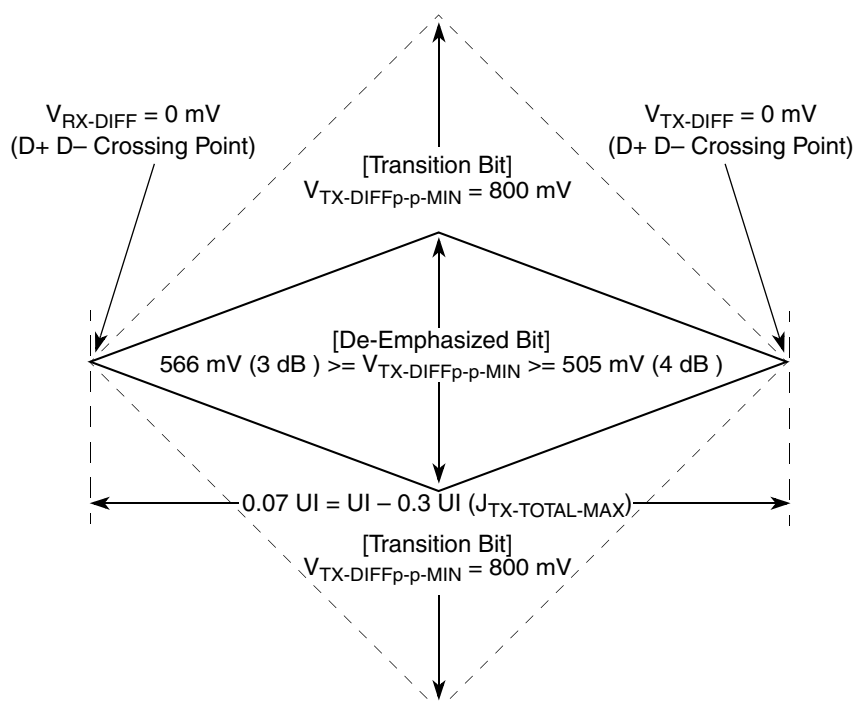 V_RX-DIFF = 0 mV
(D+ D– Crossing Point)
V_TX-DIFF = 0 mV
(D+ D– Crossing Point)
[Transition Bit]
V_TX-DIFFp-p-MIN = 800 mV
[De-Emphasized Bit]
566 mV (3 dB ) >= V_TX-DIFFp-p-MIN >= 505 mV (4 dB )
0.07 UI = UI – 0.3 UI (J_TX-TOTAL-MAX)
[Transition Bit]
V_TX-DIFFp-p-MIN = 800 mV